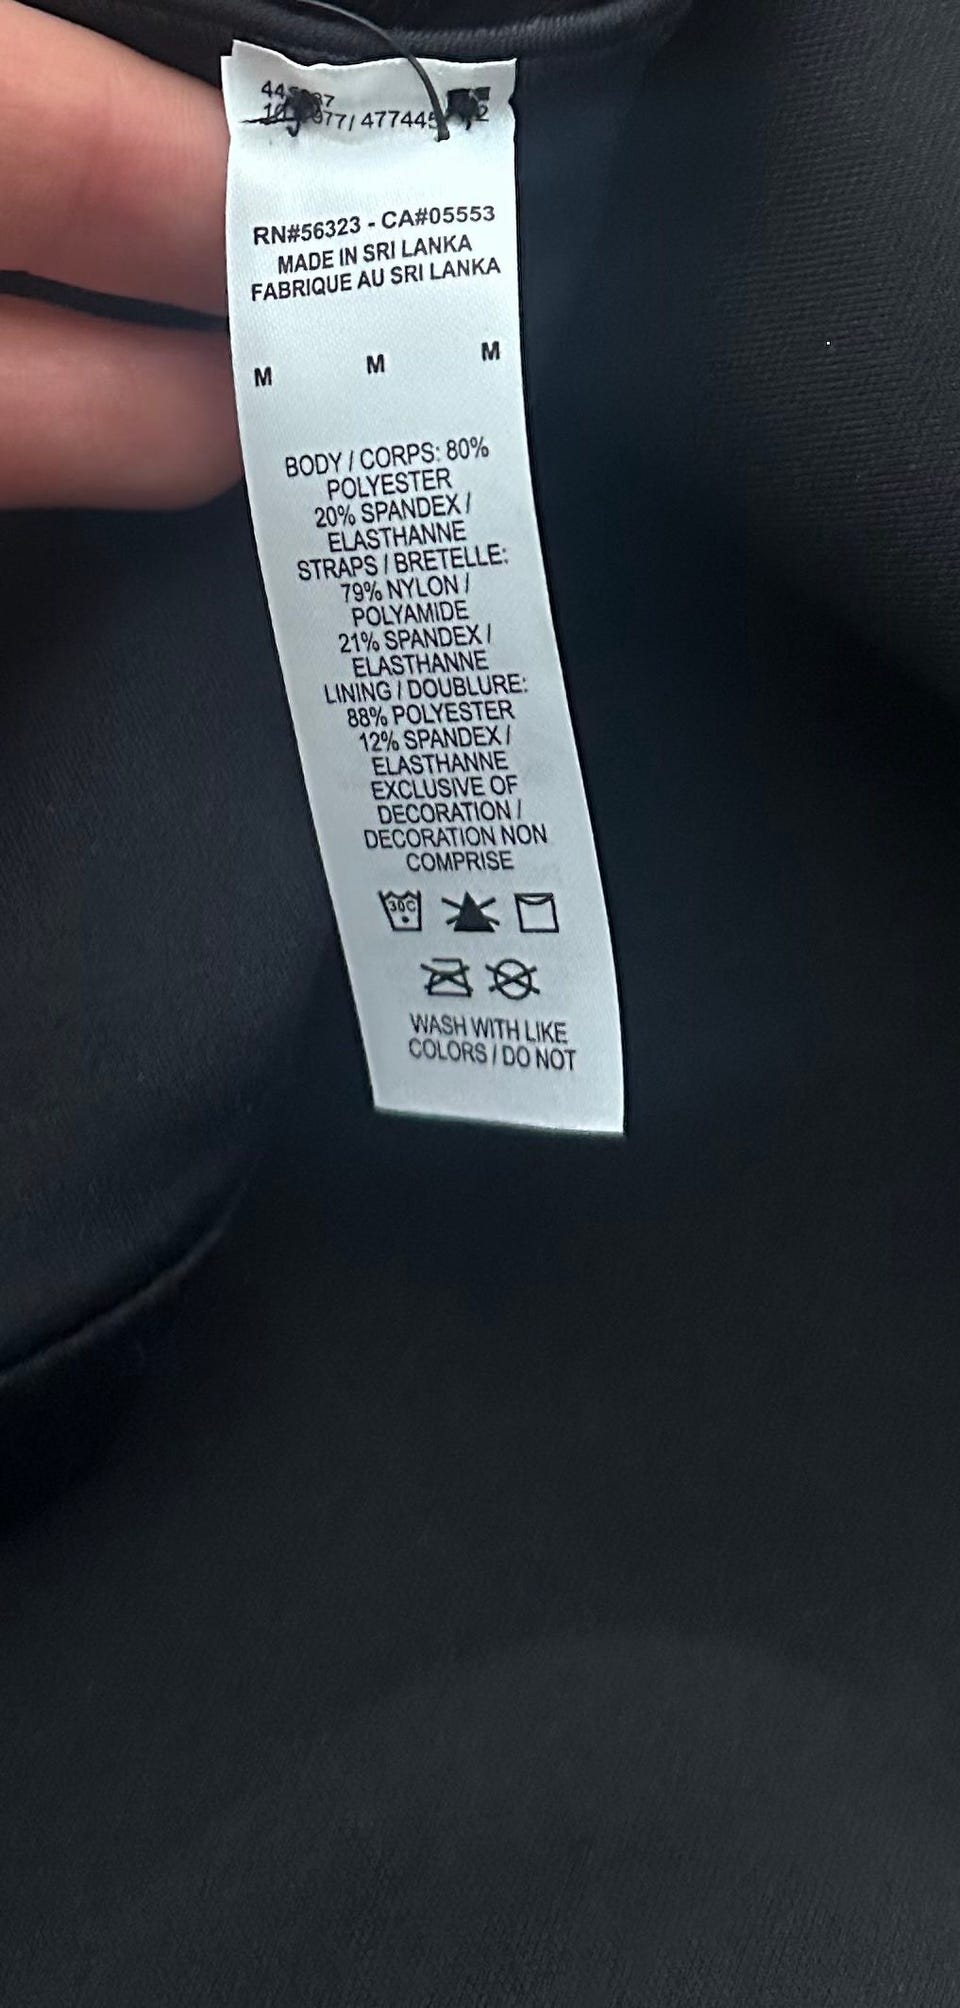 RN#56323 - CA#05553
MADE IN SRI LANKA
FABRIQUE AU SRI LANKA
M M M
BODY / CORPS: 80%
POLYESTER
20% SPANDEX /
ELASTHANNE
STRAPS / BRETELLE:
79% NYLON /
POLYAMIDE
21% SPANDEX /
ELASTHANNE
LINING / DOUBLURE:
88% POLYESTER
12% SPANDEX /
ELASTHANNE
EXCLUSIVE OF
DECORATION /
DECORATION NON
COMPRISE
30C
WASH WITH LIKE
COLORS / DO NOT